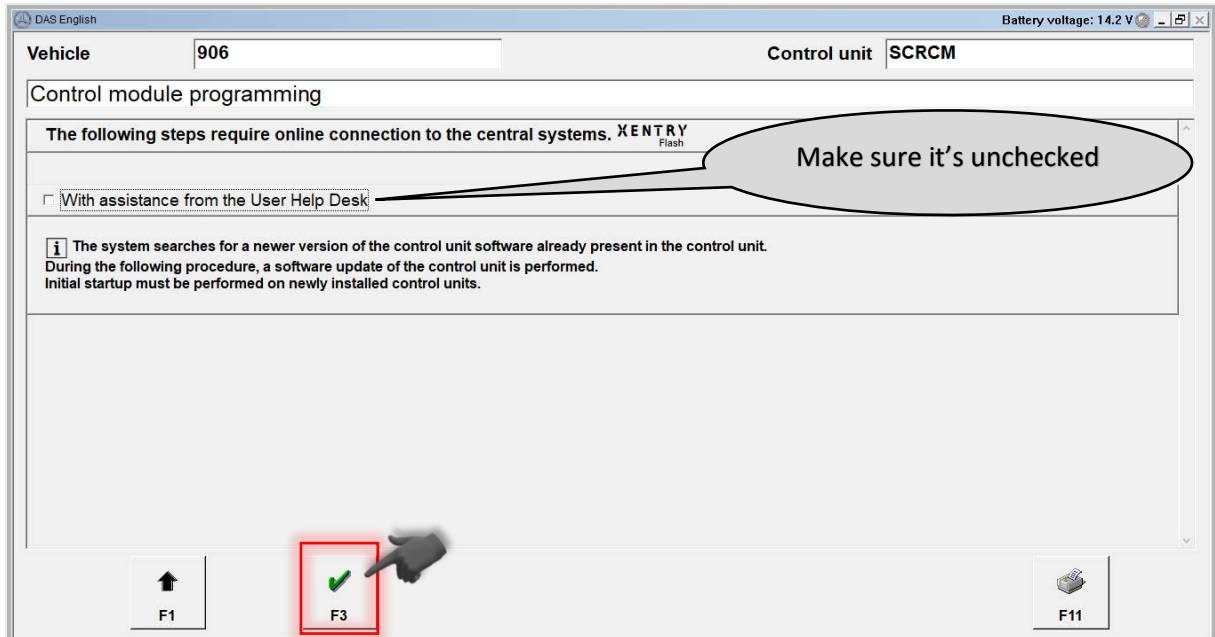 DAS English
Battery voltage: 14.2 V
Vehicle 906 Control unit SCRCM
Control module programming
The following steps require online connection to the central systems. XENTRY
Flash
Make sure it's unchecked
With assistance from the User Help Desk
i The system searches for a newer version of the control unit software already present in the control unit.
During the following procedure, a software update of the control unit is performed.
Initial startup must be performed on newly installed control units.
F1
F3
F11